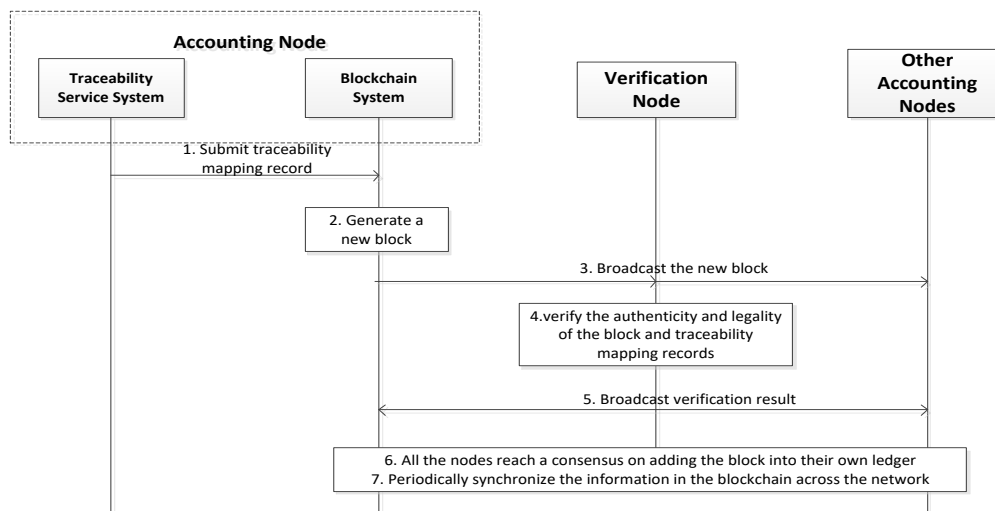 Accounting Node
Traceability
Service System
Blockchain
System
Verification
Node
Other
Accounting
Nodes
1. Submit traceability
mapping record
2. Generate a
new block
3. Broadcast the new block
4.verify the authenticity and legality
of the block and traceability
mapping records
5. Broadcast verification result
6. All the nodes reach a consensus on adding the block into their own ledger
7. Periodically synchronize the information in the blockchain across the network